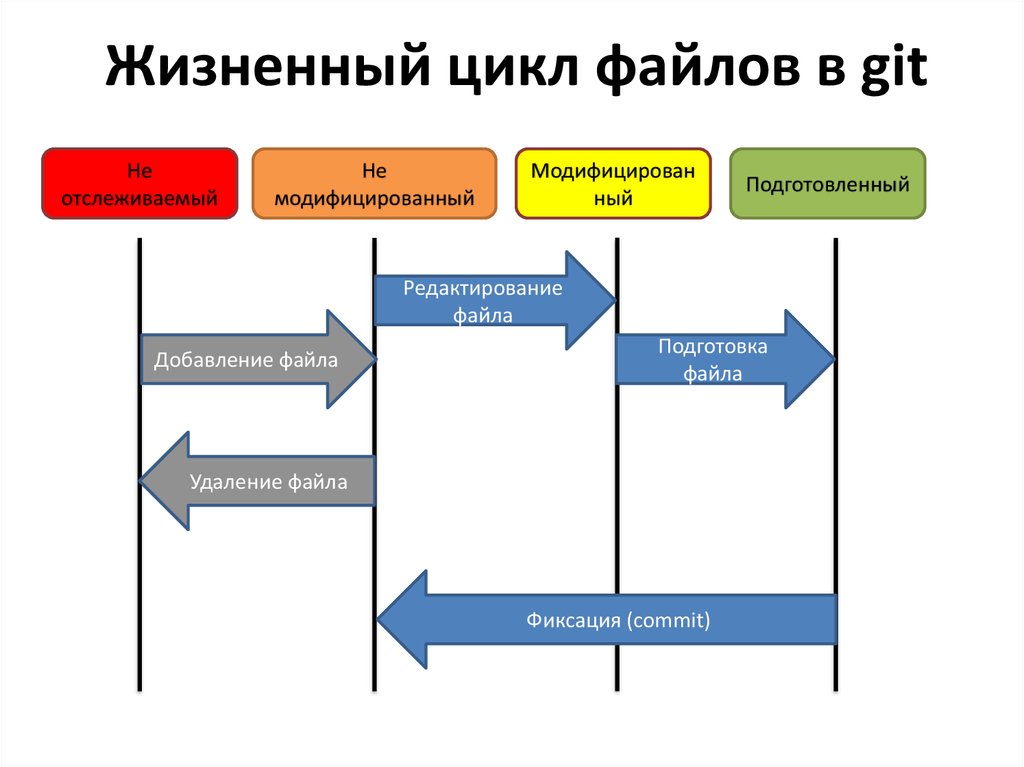 Жизненный цикл файлов в git
Не
отслеживаемый
Не
модифицированный
Модифицирован
ный
Подготовленный
Редактирование
файла
Добавление файла
Подготовка
файла
Удаление файла
Фиксация (commit)